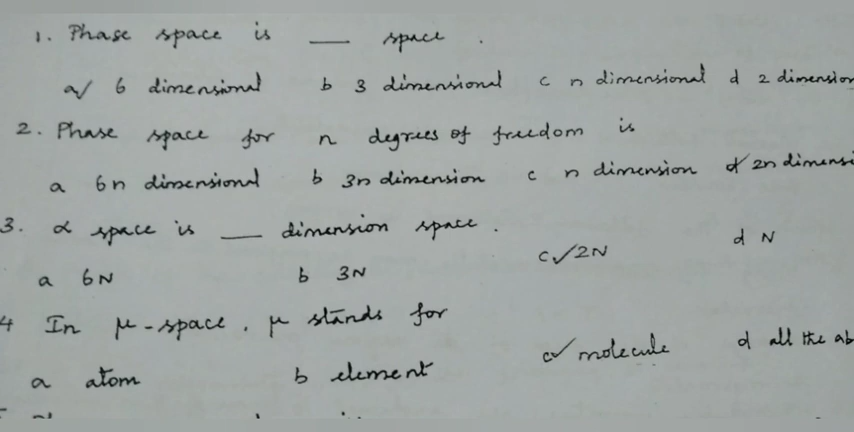 1. Phase space is ___ space.
a✓ 6 dimensional b 3 dimensional c n dimensional d 2 dimension
2. Phase space for n degrees of freedom is
a 6n dimensional b 3n dimension c n dimension d✓ 2n dimensi
3. α space is ___ dimension space.
a 6N b 3N c✓ 2N d N
4 In μ-space, μ stands for
a atom b element c✓ molecule d all the ab